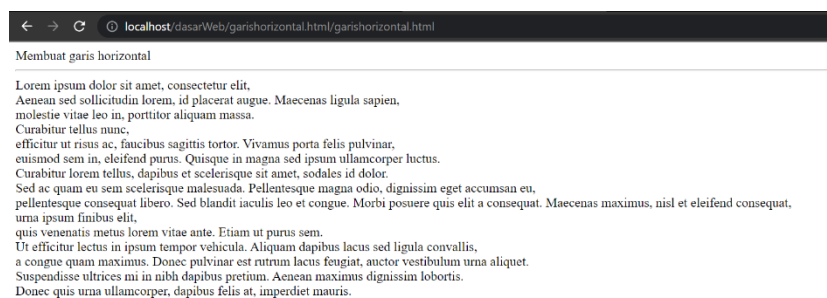 localhost/dasarWeb/garishorizontal.html/garishorizontal.html
Membuat garis horizontal
Lorem ipsum dolor sit amet, consectetur elit,
Aenean sed sollicitudin lorem, id placerat augue. Maecenas ligula sapien,
molestie vitae leo in, porttitor aliquam massa.
Curabitur tellus nunc,
efficitur ut risus ac, faucibus sagittis tortor. Vivamus porta felis pulvinar,
euismod sem in, eleifend purus. Quisque in magna sed ipsum ullamcorper luctus.
Curabitur lorem tellus, dapibus et scelerisque sit amet, sodales id dolor.
Sed ac quam eu sem scelerisque malesuada. Pellentesque magna odio, dignissim eget accumsan eu,
pellentesque consequat libero. Sed blandit iaculis leo et congue. Morbi posuere quis elit a consequat. Maecenas maximus, nisl et eleifend consequat,
urna ipsum finibus elit,
quis venenatis metus lorem vitae ante. Etiam ut purus sem.
Ut efficitur lectus in ipsum tempor vehicula. Aliquam dapibus lacus sed ligula convallis,
a congue quam maximus. Donec pulvinar est rutrum lacus feugiat, auctor vestibulum urna aliquet.
Suspendisse ultrices mi in nibh dapibus pretium. Aenean maximus dignissim lobortis.
Donec quis urna ullamcorper, dapibus felis at, imperdiet mauris.